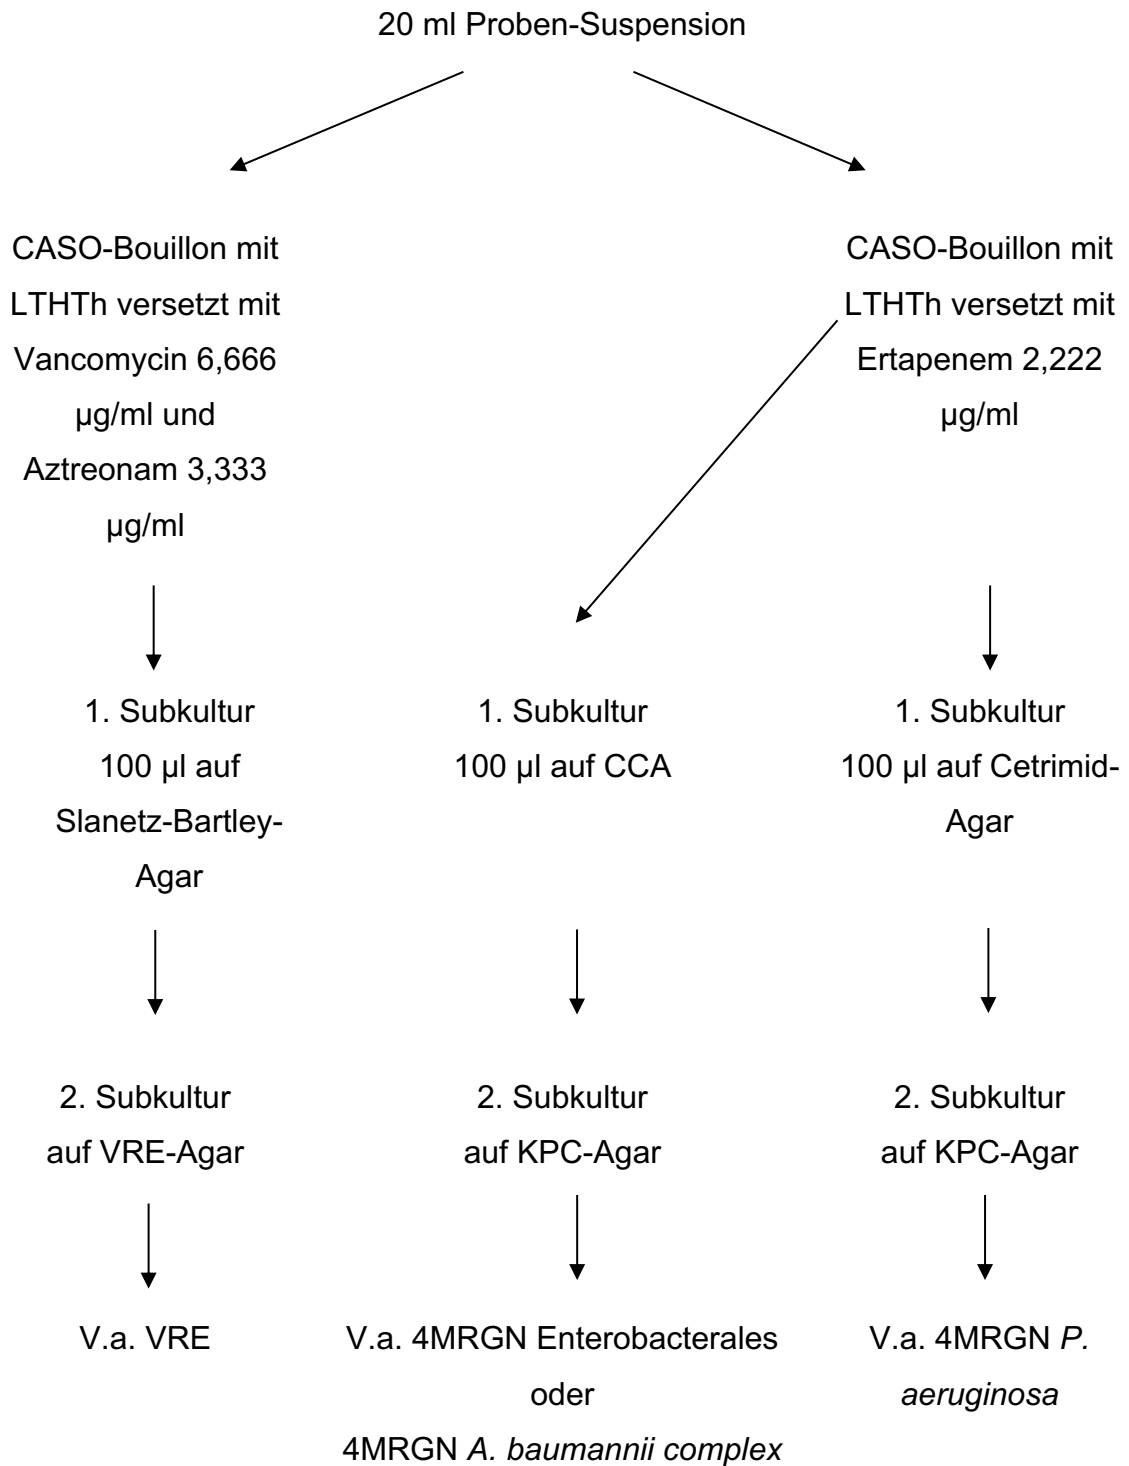 20 ml Proben-Suspension
CASO-Bouillon mit
LTHTh versetzt mit
Vancomycin 6,666
µg/ml und
Aztreonam 3,333
µg/ml
CASO-Bouillon mit
LTHTh versetzt mit
Ertapenem 2,222
µg/ml
1. Subkultur
100 µl auf
Slanetz-Bartley-
Agar
1. Subkultur
100 µl auf CCA
1. Subkultur
100 µl auf Cetrimid-
Agar
2. Subkultur
auf VRE-Agar
2. Subkultur
auf KPC-Agar
2. Subkultur
auf KPC-Agar
V.a. VRE
V.a. 4MRGN Enterobacterales
oder
4MRGN A. baumannii complex
V.a. 4MRGN P.
aeruginosa